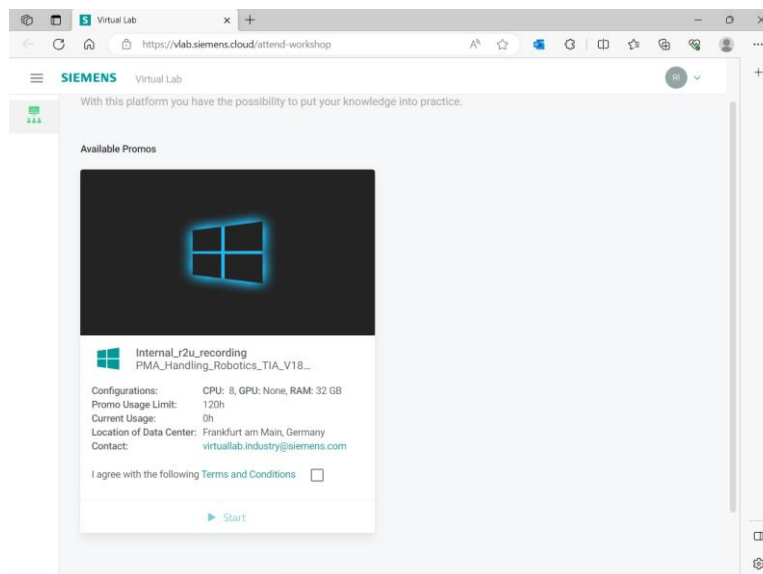 Virtual Lab
https://vlab.siemens.cloud/attend-workshop
SIEMENS Virtual Lab
RI
With this platform you have the possibility to put your knowledge into practice.
Available Promos
Internal_r2u_recording
PMA_Handling_Robotics_TIA_V18...
Configurations: CPU: 8, GPU: None, RAM: 32 GB
Promo Usage Limit: 120h
Current Usage: 0h
Location of Data Center: Frankfurt am Main, Germany
Contact: virtuallab.industry@siemens.com
I agree with the following Terms and Conditions
Start